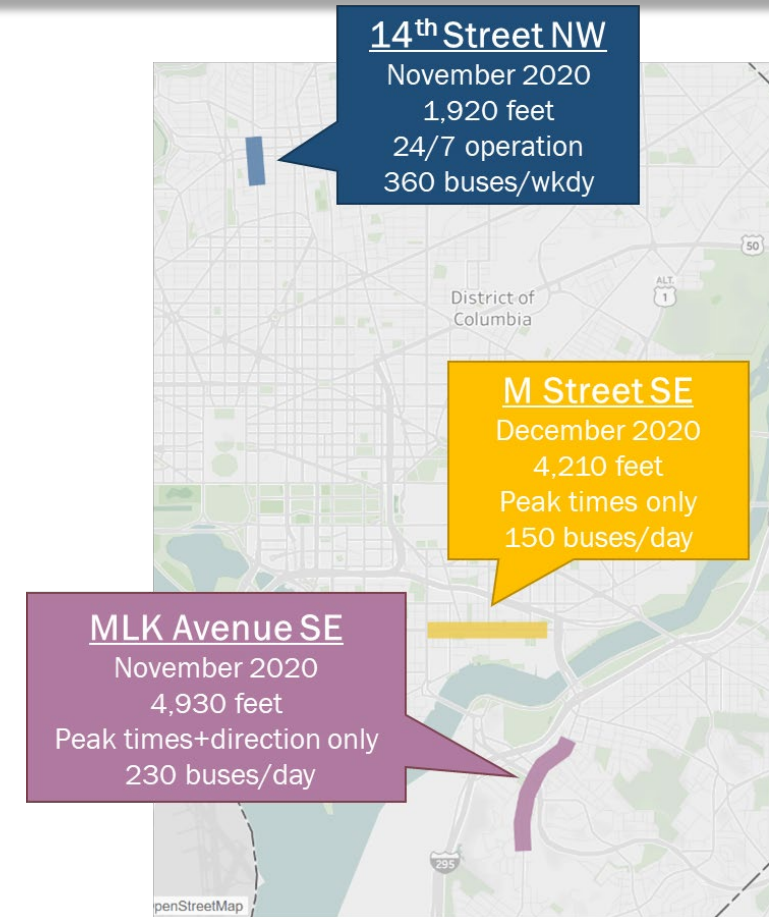 14th Street NW
November 2020
1,920 feet
24/7 operation
360 buses/wkdy
50
ALT.
1
District of
Columbia
M Street SE
December 2020
4,210 feet
Peak times only
150 buses/day
MLK Avenue SE
November 2020
4,930 feet
Peak times+direction only
230 buses/day
295
penStreetMap